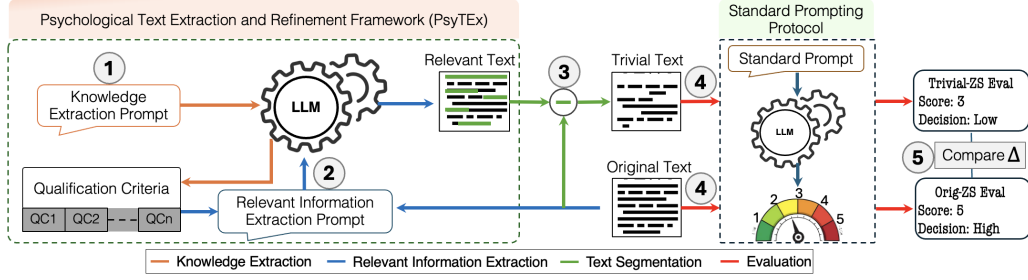 Psychological Text Extraction and Refinement Framework (PsyTEx)
Standard Prompting
Protocol
1
Knowledge
Extraction Prompt
LLM
Relevant Text
3
Trivial Text
4
Standard Prompt
LLM
Trivial-ZS Eval
Score: 3
Decision: Low
5
Compare Δ
2
Qualification Criteria
QC1
QC2
QCn
Relevant Information
Extraction Prompt
Original Text
4
1
2
3
4
5
Orig-ZS Eval
Score: 5
Decision: High
Knowledge Extraction
Relevant Information Extraction
Text Segmentation
Evaluation